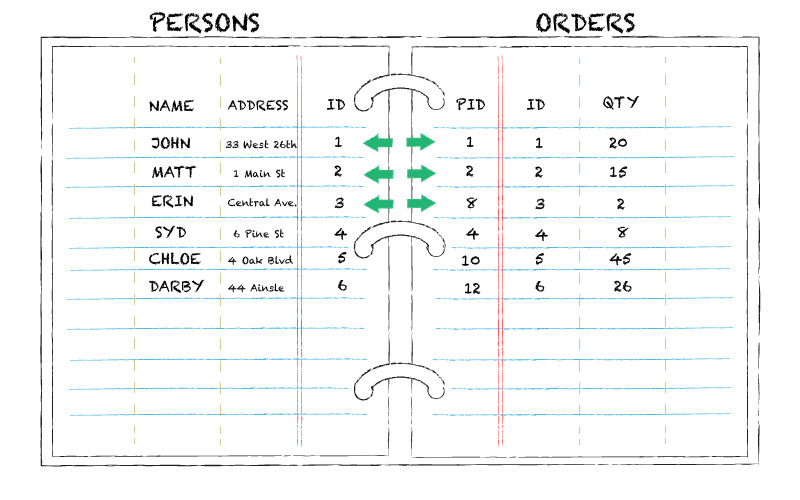 PERSONS ORDERS
NAME ADDRESS ID PID ID QTY
JOHN 33 West 26th 1 1 1 20
MATT 1 Main St 2 2 2 15
ERIN Central Ave. 3 8 3 2
SYD 6 Pine St 4 4 4 8
CHLOE 4 Oak Blvd 5 10 5 45
DARBY 44 Ainsle 6 12 6 26